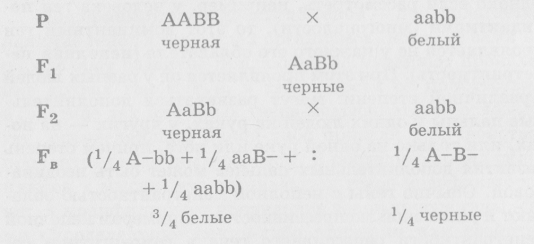 P AABB × aabb
черная белый
F₁ AaBb
черные
F₂ AaBb × aabb
черная белый
Fв (1/4 A–bb + 1/4 aaB– + : 1/4 A–B–
+ 1/4 aabb)
3/4 белые 1/4 черные